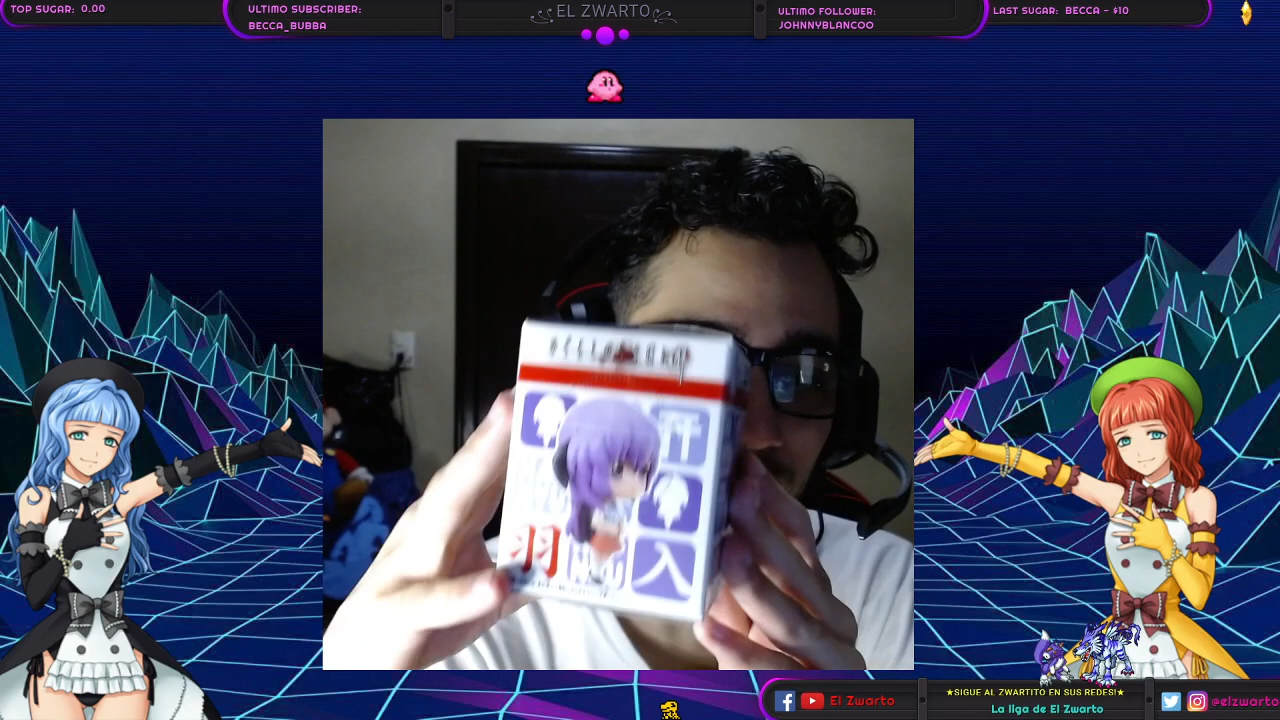 TOP SUGAR: 0.00
ULTIMO SUBSCRIBER:
BECCA_BUBBA
EL ZWARTO
ULTIMO FOLLOWER:
JOHNNYBLANCOO
LAST SUGAR: BECCA - $10
羽
入
El Zwarto
★SIGUE AL ZWARTITO EN SUS REDES!★
La liga de El Zwarto
@elzwarto